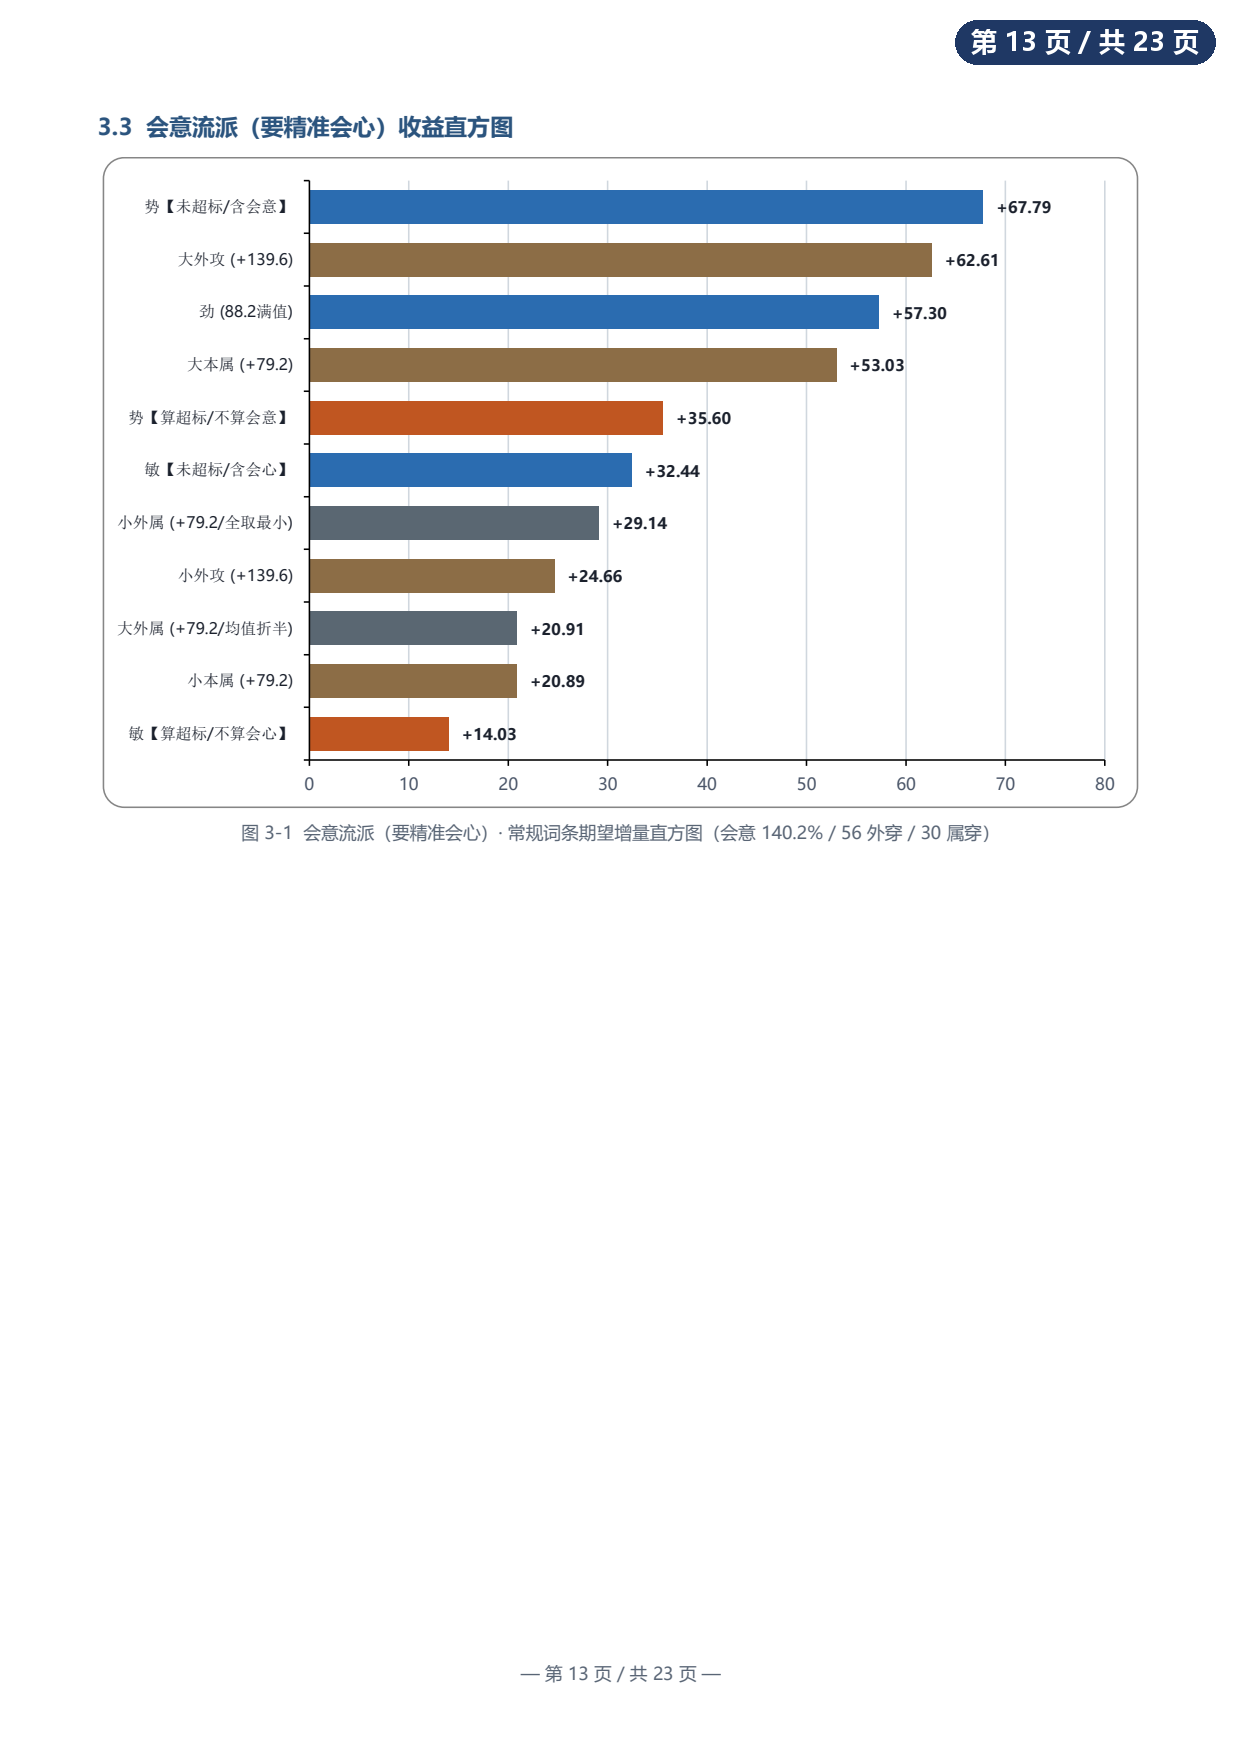 第 13 页 / 共 23 页
3.3 会意流派（要精准会心）收益直方图
势【未超标/含会意】 +67.79
大外攻 (+139.6) +62.61
劲 (88.2满值) +57.30
大本属 (+79.2) +53.03
势【算超标/不算会意】 +35.60
敏【未超标/含会心】 +32.44
小外属 (+79.2/全取最小) +29.14
小外攻 (+139.6) +24.66
大外属 (+79.2/均值折半) +20.91
小本属 (+79.2) +20.89
敏【算超标/不算会心】 +14.03
0 10 20 30 40 50 60 70 80
图 3-1 会意流派（要精准会心）· 常规词条期望增量直方图（会意 140.2% / 56 外穿 / 30 属穿）
— 第 13 页 / 共 23 页 —